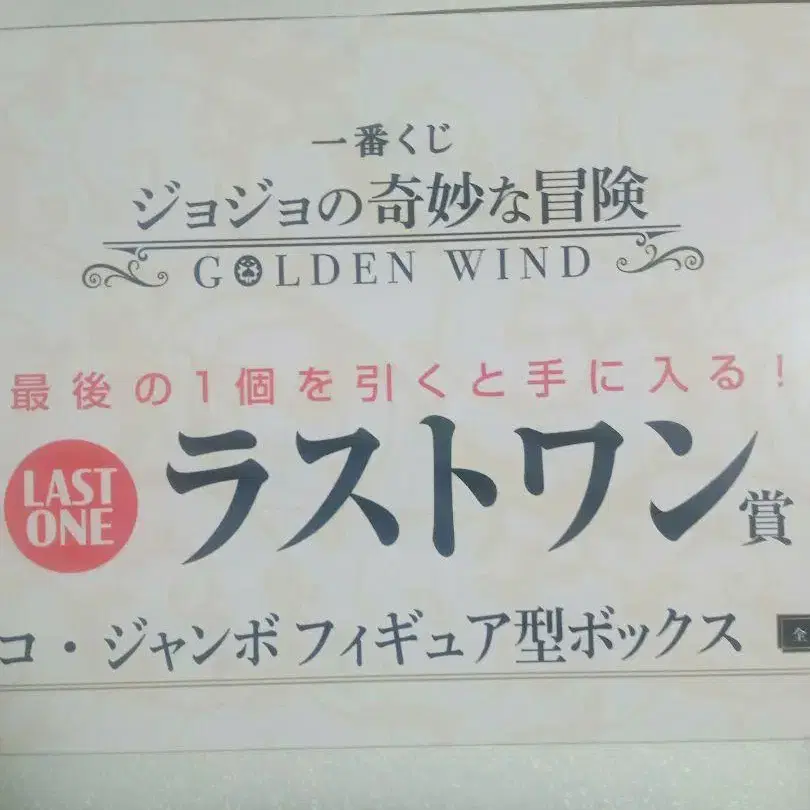 一番くじ
ジョジョの奇妙な冒険
GOLDEN WIND
最後の1個を引くと手に入る!
LAST
ONE
ラストワン賞
コ・ジャンボ フィギュア型ボックス
全